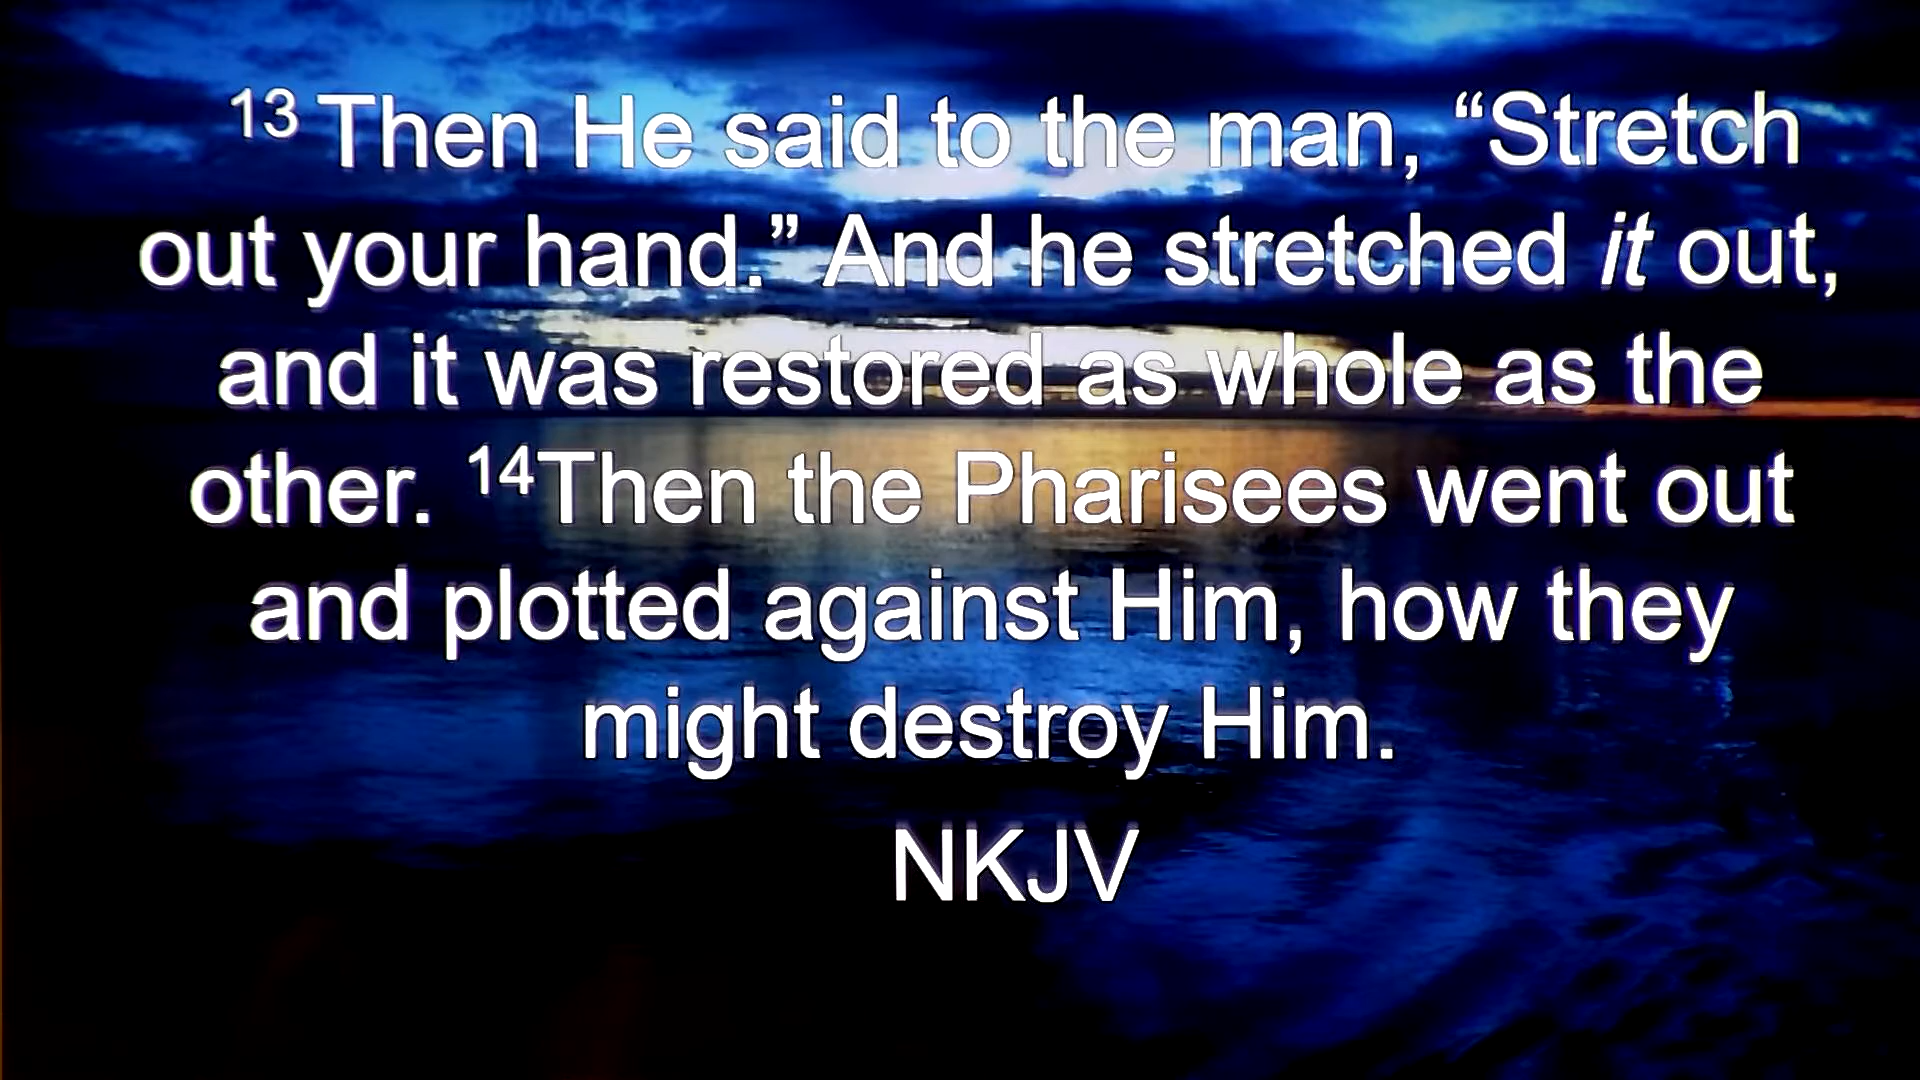 13 Then He said to the man, “Stretch
out your hand.” And he stretched it out,
and it was restored as whole as the
other. 14Then the Pharisees went out
and plotted against Him, how they
might destroy Him.
NKJV